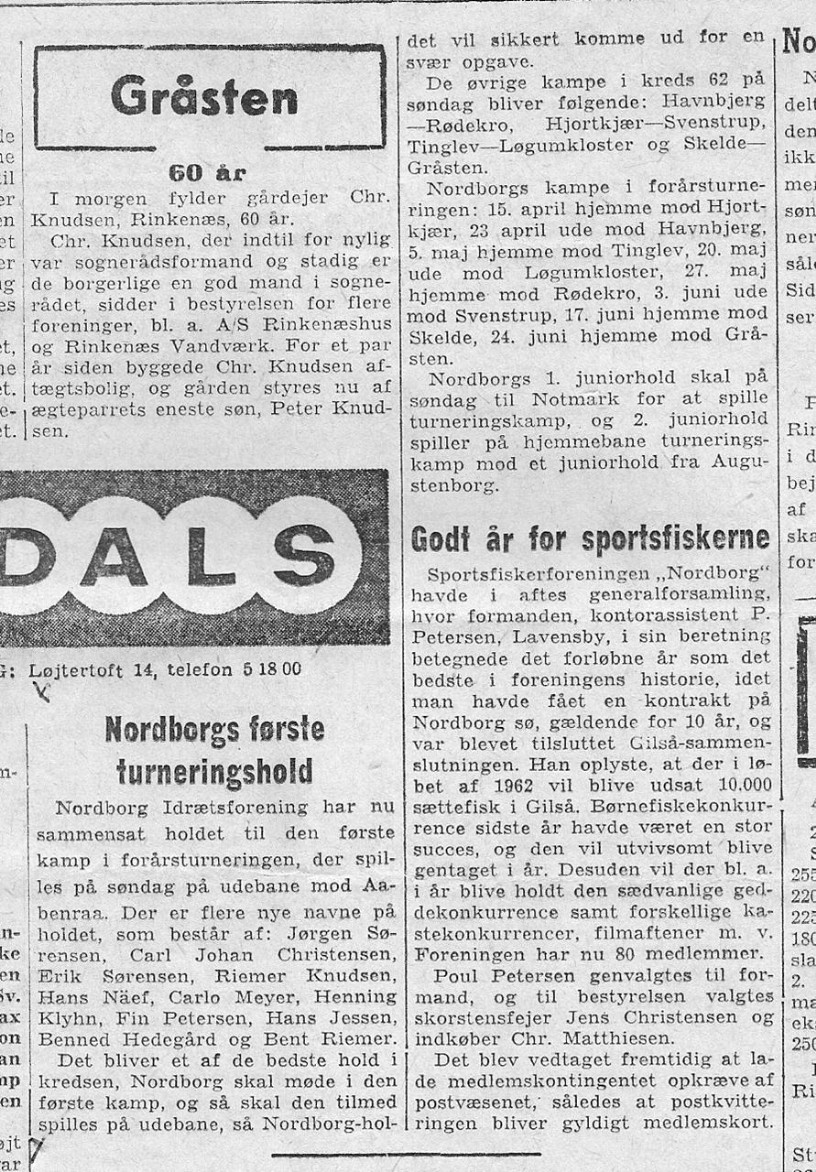 Gråsten
60 år
I morgen fylder gårdejer Chr.
Knudsen, Rinkenæs, 60 år.
Chr. Knudsen, der indtil for nylig
var sognerådsformand og stadig er
de borgerlige en god mand i sogne-
rådet, sidder i bestyrelsen for flere
foreninger, bl. a. A/S Rinkenæshus
og Rinkenæs Vandværk. For et par
år siden byggede Chr. Knudsen af-
tægtsbolig, og gården styres nu af
ægteparrets eneste søn, Peter Knud-
sen.
DALS
G: Løjtertoft 14, telefon 5 18 00
Nordborgs første
turneringshold
Nordborg Idrætsforening har nu
sammensat holdet til den første
kamp i forårsturneringen, der spil-
les på søndag på udebane mod Aa-
benraa. Der er flere nye navne på
holdet, som består af: Jørgen Sø-
rensen, Carl Johan Christensen,
Erik Sørensen, Riemer Knudsen,
Hans Näef, Carlo Meyer, Henning
Klyhn, Fin Petersen, Hans Jessen,
Benned Hedegård og Bent Riemer.
Det bliver et af de bedste hold i
kredsen, Nordborg skal møde i den
første kamp, og så skal den tilmed
spilles på udebane, så Nordborg-hol-
det vil sikkert komme ud for en
svær opgave.
De øvrige kampe i kreds 62 på
søndag bliver følgende: Havnbjerg
—Rødekro, Hjortkjær—Svenstrup,
Tinglev—Løgumkloster og Skelde—
Gråsten.
Nordborgs kampe i forårsturne-
ringen: 15. april hjemme mod Hjort-
kjær, 23 april ude mod Havnbjerg,
5. maj hjemme mod Tinglev, 20. maj
ude mod Løgumkloster, 27. maj
hjemme mod Rødekro, 3. juni ude
mod Svenstrup, 17. juni hjemme mod
Skelde, 24. juni hjemme mod Grå-
sten.
Nordborgs 1. juniorhold skal på
søndag til Notmark for at spille
turneringskamp, og 2. juniorhold
spiller på hjemmebane turnerings-
kamp mod et juniorhold fra Augu-
stenborg.
Godt år for sportsfiskerne
Sportsfiskerforeningen „Nordborg“
havde i aftes generalforsamling,
hvor formanden, kontorassistent P.
Petersen, Lavensby, i sin beretning
betegnede det forløbne år som det
bedste i foreningens historie, idet
man havde fået en kontrakt på
Nordborg sø, gældende for 10 år, og
var blevet tilsluttet Gilså-sammen-
slutningen. Han oplyste, at der i lø-
bet af 1962 vil blive udsat 10.000
sættefisk i Gilså. Børnefiskekonkur-
rence sidste år havde været en stor
succes, og den vil utvivsomt blive
gentaget i år. Desuden vil der bl. a.
i år blive holdt den sædvanlige ged-
dekonkurrence samt forskellige ka-
stekonkurrencer, filmaftener m. v.
Foreningen har nu 80 medlemmer.
Poul Petersen genvalgtes til for-
mand, og til bestyrelsen valgtes
skorstensfejer Jens Christensen og
indkøber Chr. Matthiesen.
Det blev vedtaget fremtidig at la-
de medlemskontingentet opkræve af
postvæsenet, således at postkvitte-
ringen bliver gyldigt medlemskort.